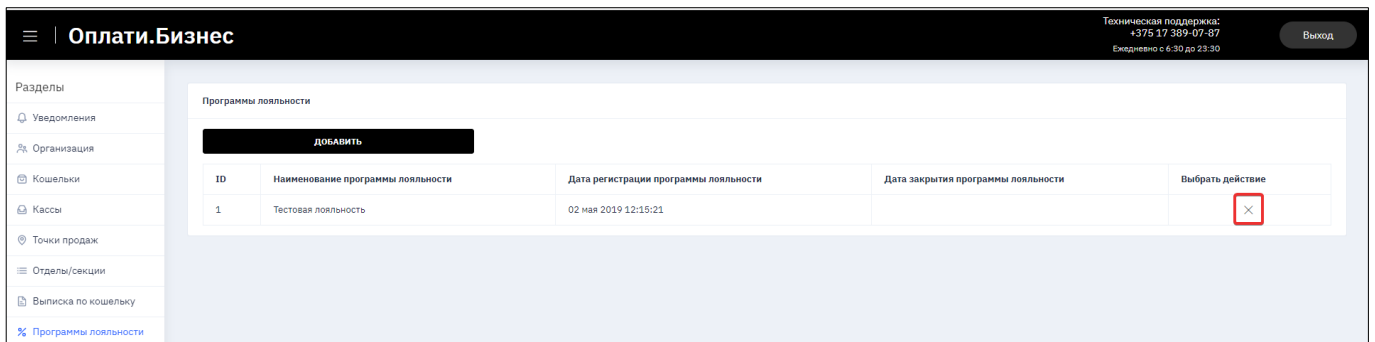 Оплати.Бизнес
Техническая поддержка:
+375 17 389-07-87
Ежедневно с 6:30 до 23:30
Выход
Разделы
Уведомления
Организация
Кошельки
Кассы
Точки продаж
Отделы/секции
Выписка по кошельку
Программы лояльности
Программы лояльности
ДОБАВИТЬ
ID Наименование программы лояльности Дата регистрации программы лояльности Дата закрытия программы лояльности Выбрать действие
1 Тестовая лояльность 02 мая 2019 12:15:21